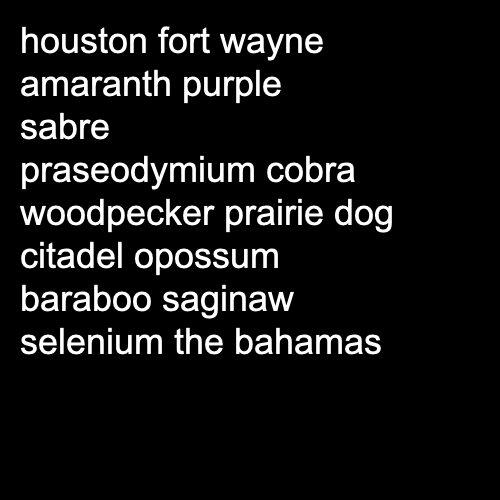 houston fort wayne
amaranth purple
sabre
praseodymium cobra
woodpecker prairie dog
citadel opossum
baraboo saginaw
selenium the bahamas